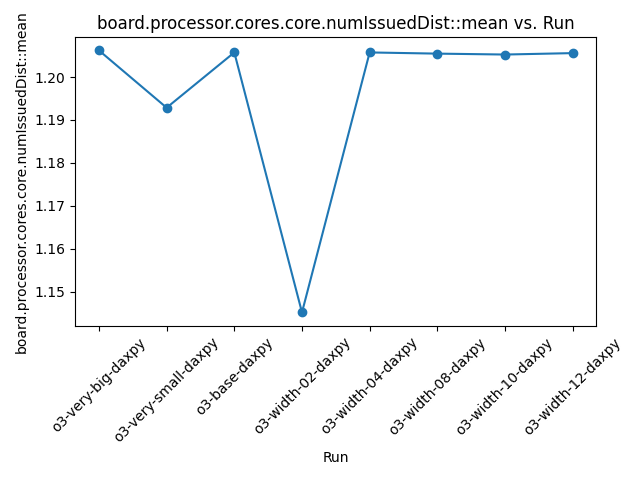 board.processor.cores.core.numIssuedDist::mean vs. Run
board.processor.cores.core.numIssuedDist::mean
1.20
1.19
1.18
1.17
1.16
1.15
o3-very-big-daxpy
o3-very-small-daxpy
o3-base-daxpy
o3-width-02-daxpy
o3-width-04-daxpy
o3-width-08-daxpy
o3-width-10-daxpy
o3-width-12-daxpy
Run